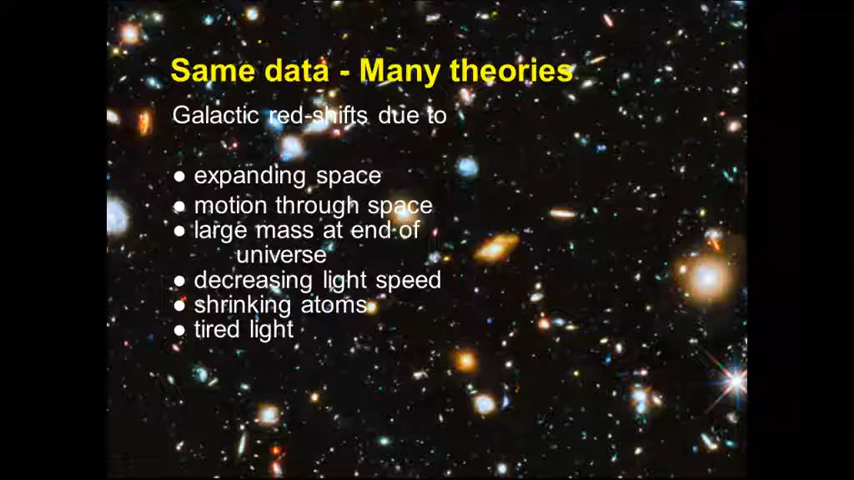 Same data - Many theories
Galactic red-shifts due to
● expanding space
● motion through space
● large mass at end of
universe
● decreasing light speed
● shrinking atoms
● tired light